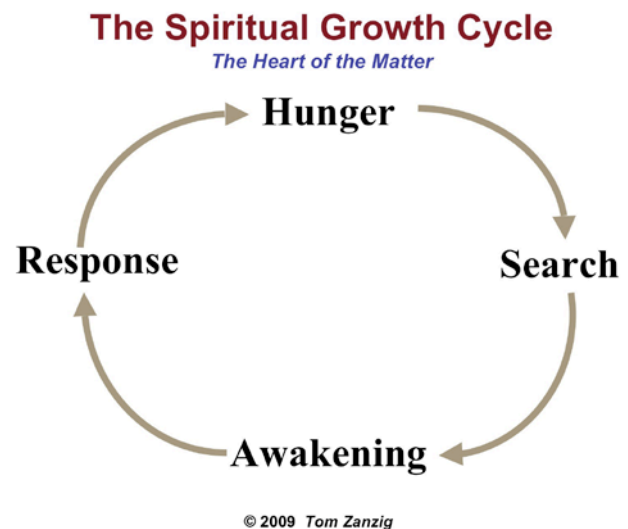 The Spiritual Growth Cycle
The Heart of the Matter
Hunger
Search
Awakening
Response
© 2009 Tom Zanzig